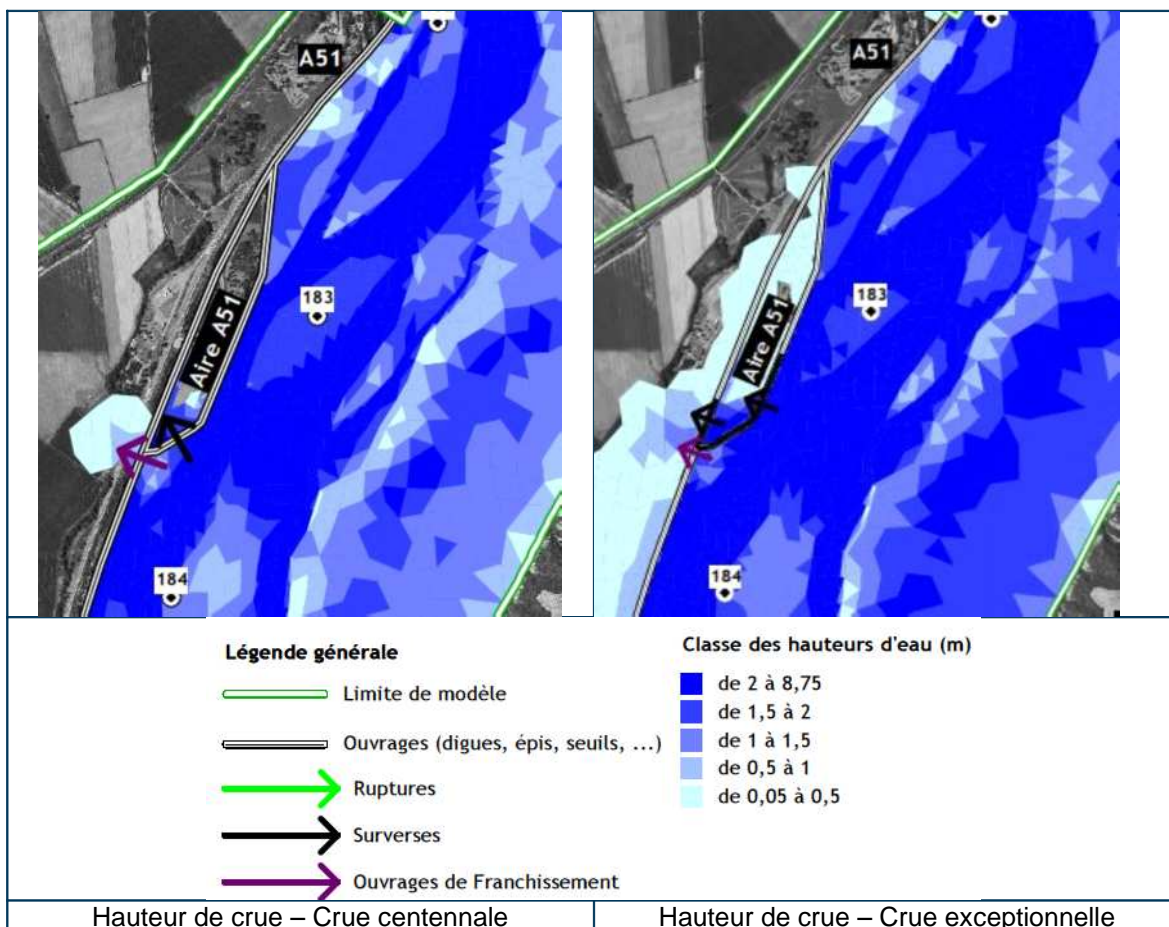 A51
183
Aire A51
184
A51
183
Aire A51
184
Légende générale
Limite de modèle
Ouvrages (digues, épis, seuils, ...)
Ruptures
Surverses
Ouvrages de Franchissement
Classe des hauteurs d'eau (m)
de 2 à 8,75
de 1,5 à 2
de 1 à 1,5
de 0,5 à 1
de 0,05 à 0,5
Hauteur de crue – Crue centennale
Hauteur de crue – Crue exceptionnelle